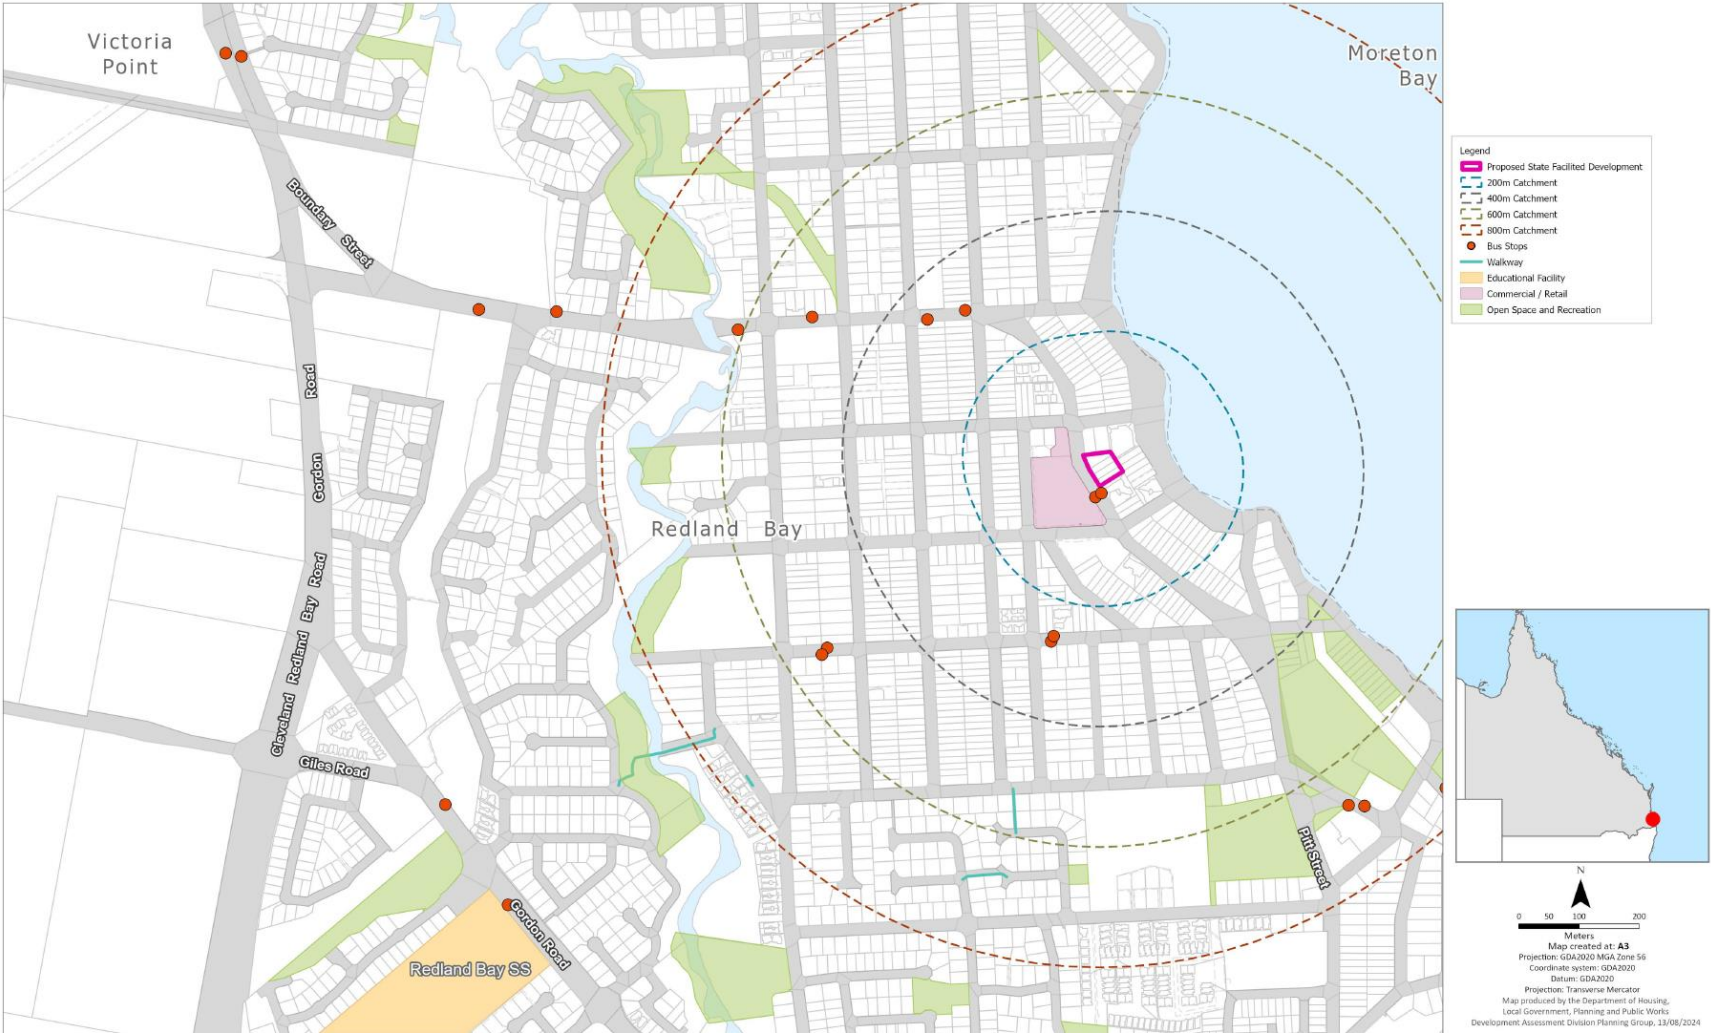 Victoria
Point
Moreton
Bay
Boundary Street
Gordon Road
Redland Bay
Cleveland Redland Bay Road
Giles Road
Pitt Street
Gordon Road
Redland Bay SS
Legend
Proposed State Facilited Development
200m Catchment
400m Catchment
600m Catchment
800m Catchment
Bus Stops
Walkway
Educational Facility
Commercial / Retail
Open Space and Recreation
N
0 50 100 200
Meters
Map created at: A3
Projection: GDA2020 MGA Zone 56
Coordinate system: GDA2020
Datum: GDA2020
Projection: Transverse Mercator
Map produced by the Department of Housing,
Local Government, Planning and Public Works
Development Assessment Division Planning Group, 13/08/2024